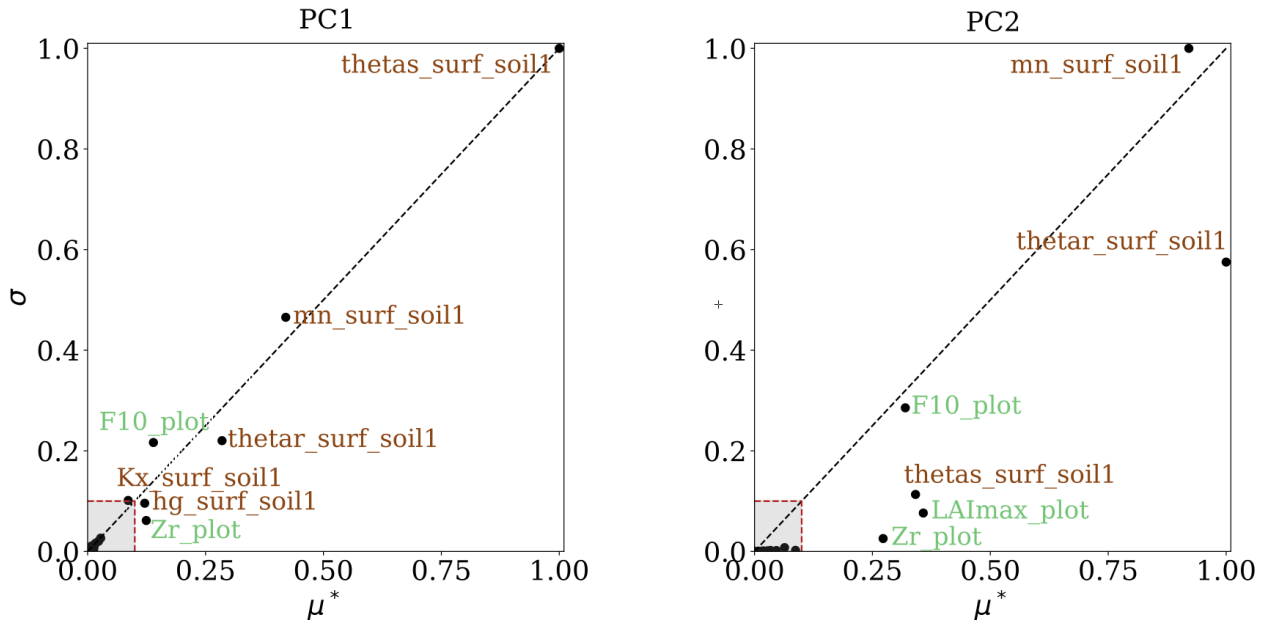 PC1
1.0
thetas_surf_soil1
0.8
0.6
σ
mn_surf_soil1
0.4
F10_plot
thetar_surf_soil1
0.2
Kx_surf_soil1
hg_surf_soil1
Zr_plot
0.0
0.00 0.25 0.50 0.75 1.00
μ*
PC2
1.0
mn_surf_soil1
0.8
thetar_surf_soil1
0.6
0.4
F10_plot
0.2
thetas_surf_soil1
LAImax_plot
Zr_plot
0.0
0.00 0.25 0.50 0.75 1.00
μ*